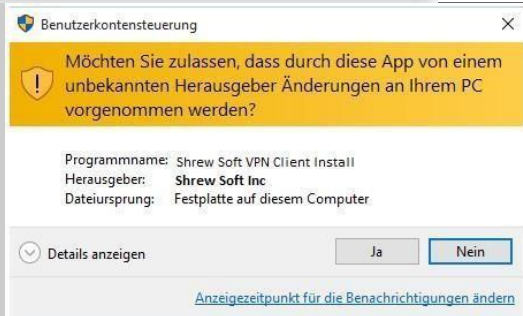 Benutzerkontensteuerung
Möchten Sie zulassen, dass durch diese App von einem
unbekannten Herausgeber Änderungen an Ihrem PC
vorgenommen werden?
Programmname: Shrew Soft VPN Client Install
Herausgeber: Shrew Soft Inc
Dateiursprung: Festplatte auf diesem Computer
Details anzeigen
Ja
Nein
Anzeigezeitpunkt für die Benachrichtigungen ändern